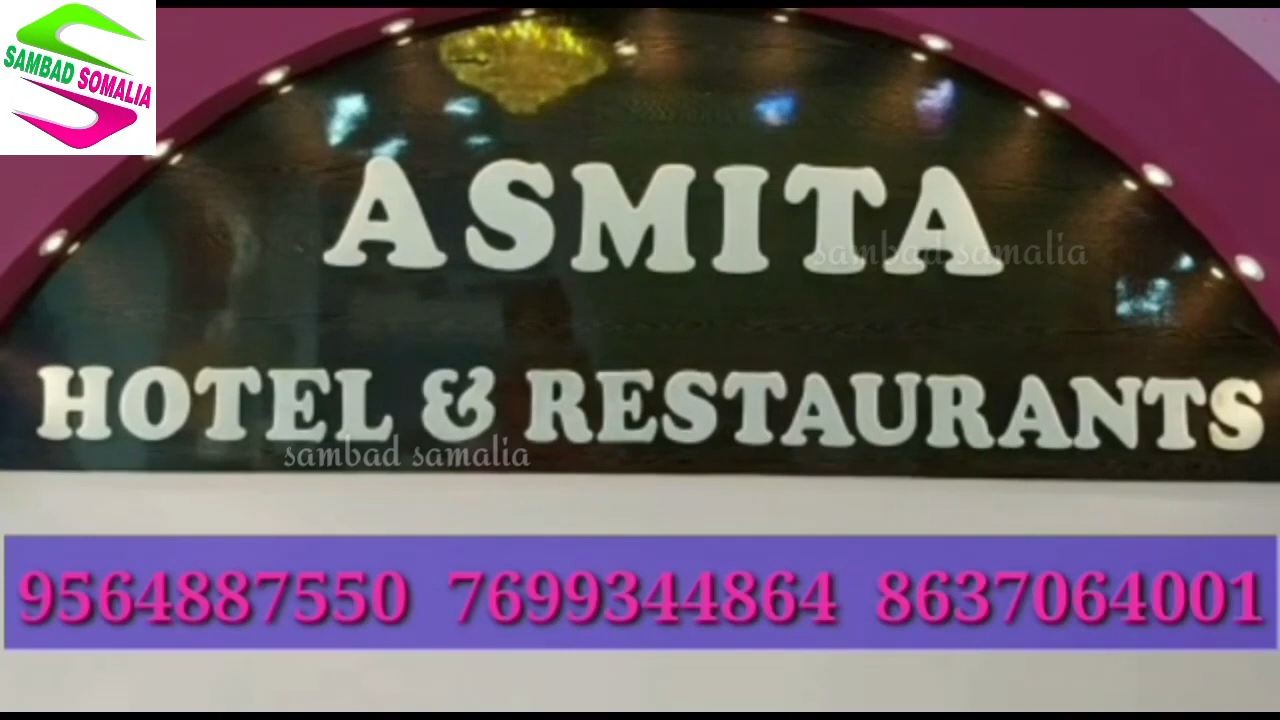 SAMBAD SOMALIA
ASMITA
sambad samalia
HOTEL & RESTAURANTS
sambad samalia
9564887550 7699344864 8637064001